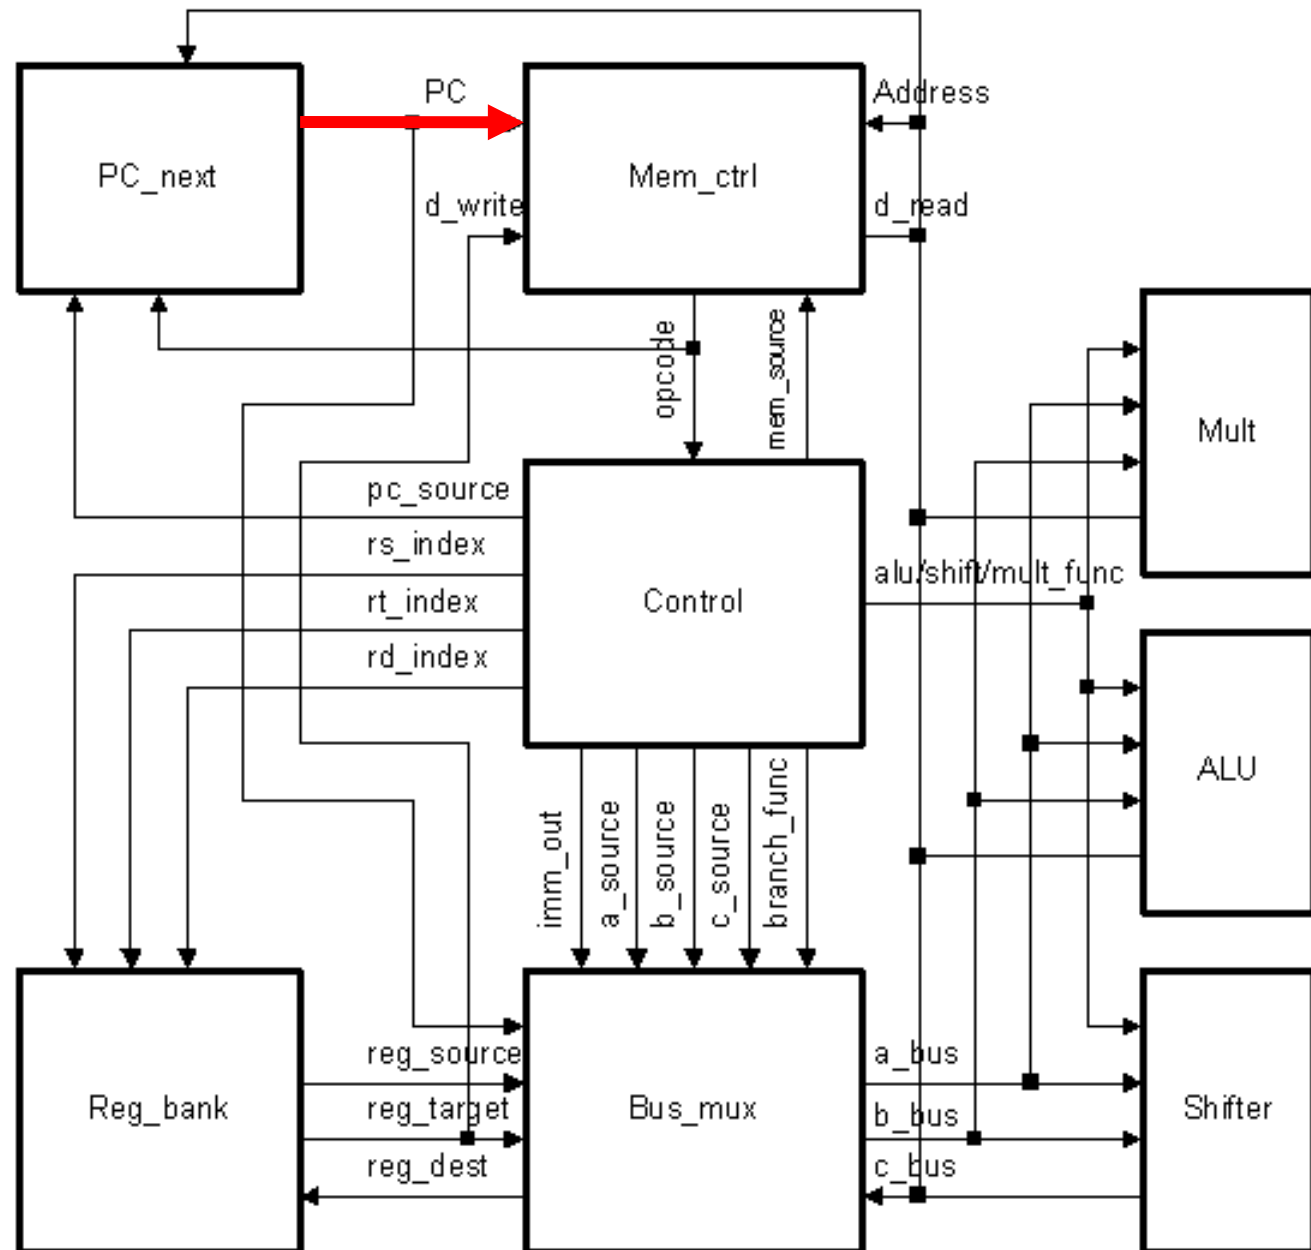 PC
Address
PC_next
Mem_ctrl
d_write
d_read
opcode
mem_source
Mult
pc_source
rs_index
alu/shift/mult_func
rt_index
Control
rd_index
ALU
imm_out
a_source
b_source
c_source
branch_func
reg_source
a_bus
Reg_bank
reg_target
Bus_mux
b_bus
Shifter
reg_dest
c_bus